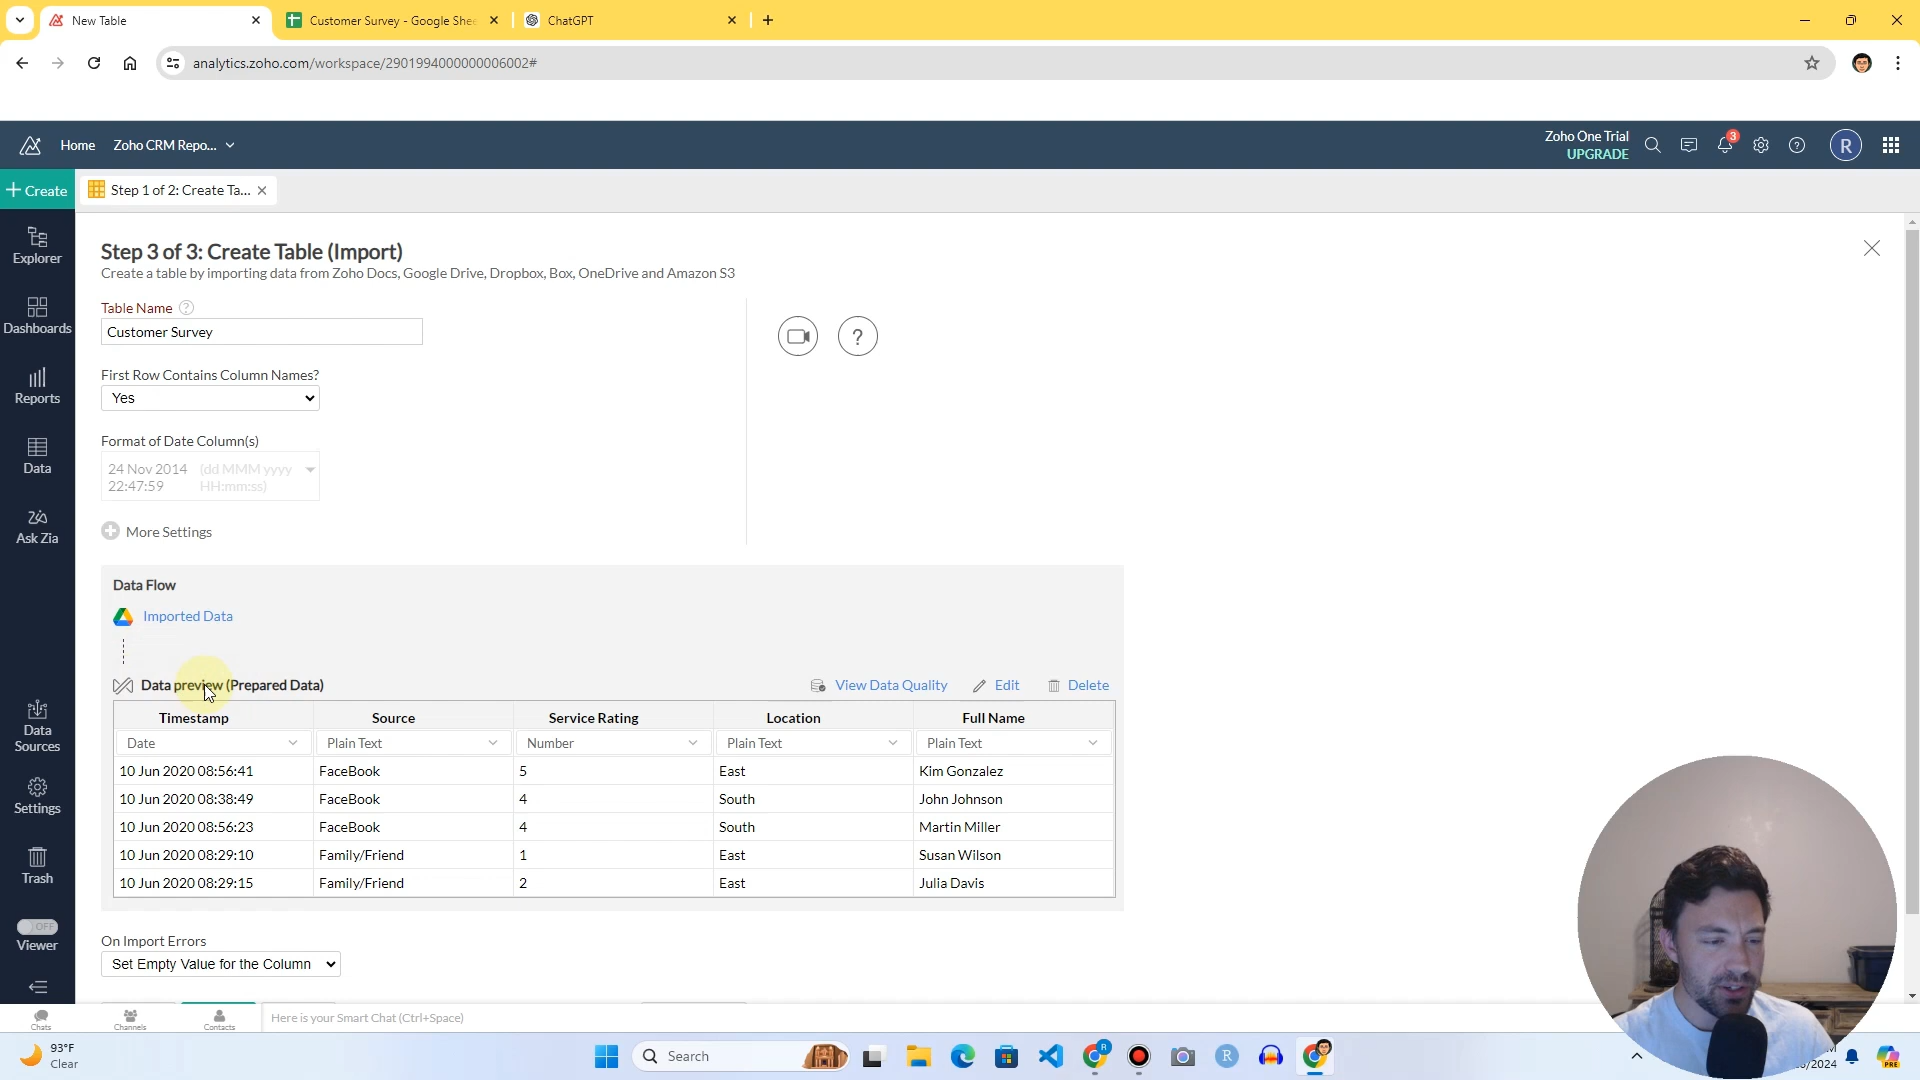 New Table
Customer Survey - Google Shee
ChatGPT
analytics.zoho.com/workspace/2901994000000006002#
Home
Zoho CRM Repo...
Zoho One Trial
UPGRADE
3
R
Create
Step 1 of 2: Create Ta...
Explorer
Dashboards
Reports
Data
Ask Zia
Data
Sources
Settings
Trash
OFF
Viewer
Step 3 of 3: Create Table (Import)
Create a table by importing data from Zoho Docs, Google Drive, Dropbox, Box, OneDrive and Amazon S3
Table Name ?
Customer Survey
?
First Row Contains Column Names?
Yes
Format of Date Column(s)
24 Nov 2014 (dd MMM yyyy
22:47:59 HH:mm:ss)
More Settings
Data Flow
Imported Data
Data preview (Prepared Data)
View Data Quality
Edit
Delete
Timestamp Source Service Rating Location Full Name
Date Plain Text Number Plain Text Plain Text
10 Jun 2020 08:56:41 FaceBook 5 East Kim Gonzalez
10 Jun 2020 08:38:49 FaceBook 4 South John Johnson
10 Jun 2020 08:56:23 FaceBook 4 South Martin Miller
10 Jun 2020 08:29:10 Family/Friend 1 East Susan Wilson
10 Jun 2020 08:29:15 Family/Friend 2 East Julia Davis
On Import Errors
Set Empty Value for the Column
Chats
Channels
Contacts
Here is your Smart Chat (Ctrl+Space)
93°F
Clear
Search
R
R
/2024
PRE